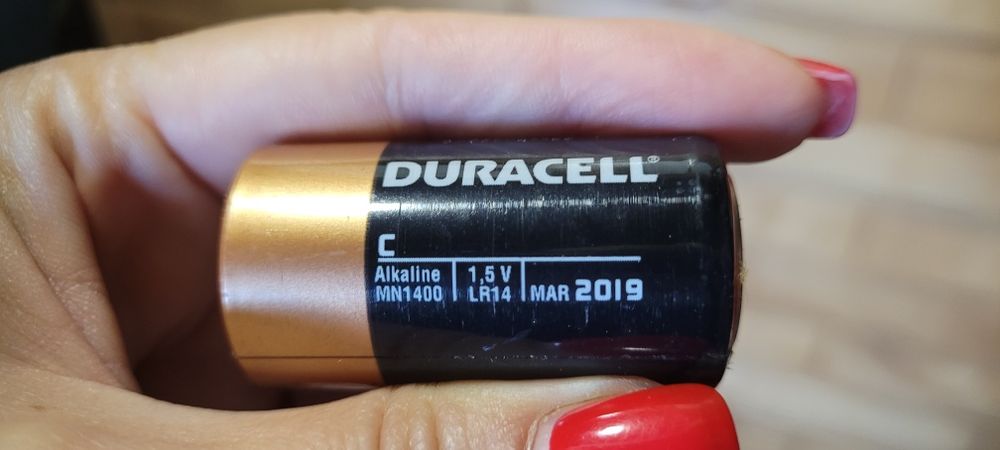 DURACELL®
C
Alkaline 1,5 V
MN1400 LR14 MAR 2019